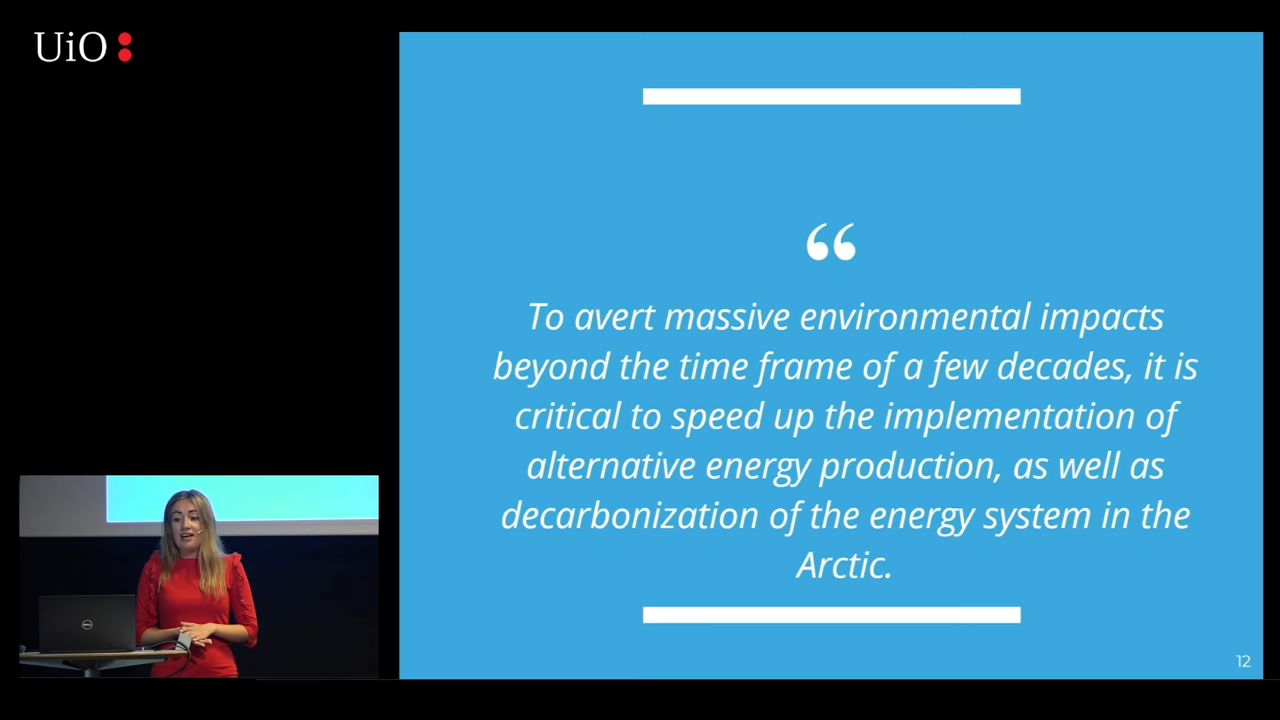 UiO
“
To avert massive environmental impacts
beyond the time frame of a few decades, it is
critical to speed up the implementation of
alternative energy production, as well as
decarbonization of the energy system in the
Arctic.
12
DELL